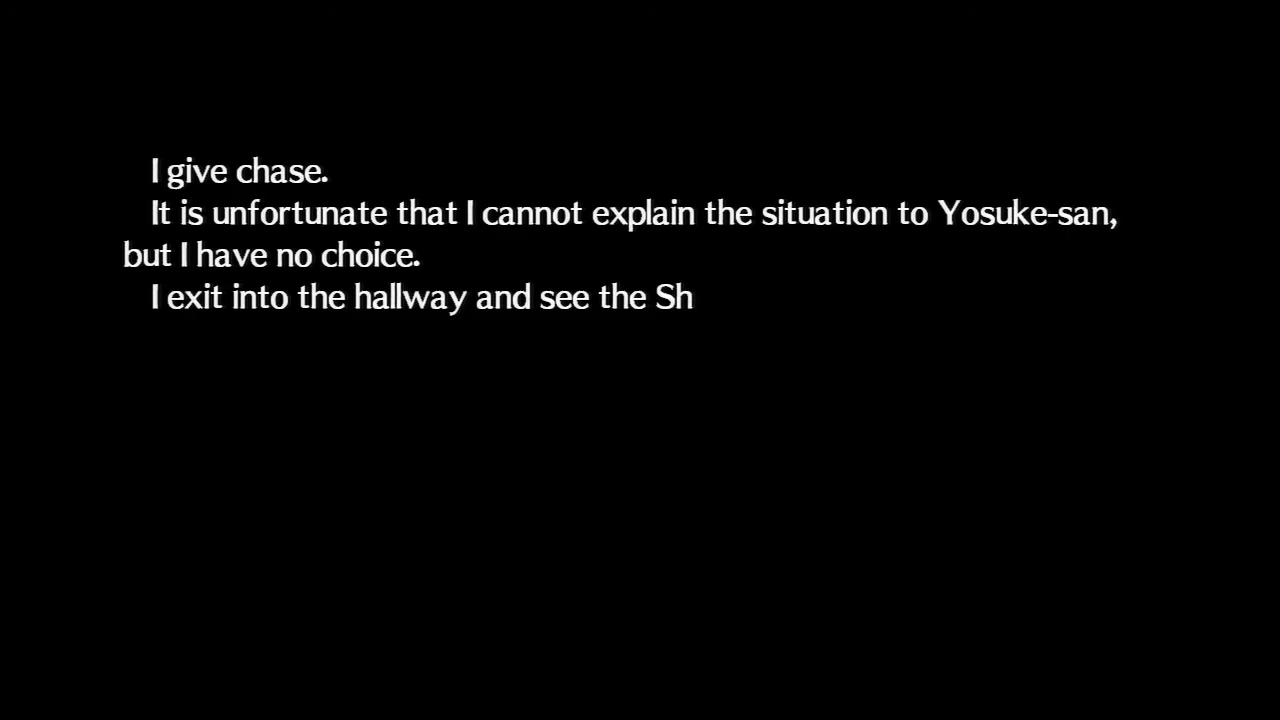 I give chase.
It is unfortunate that I cannot explain the situation to Yosuke-san,
but I have no choice.
I exit into the hallway and see the Sh